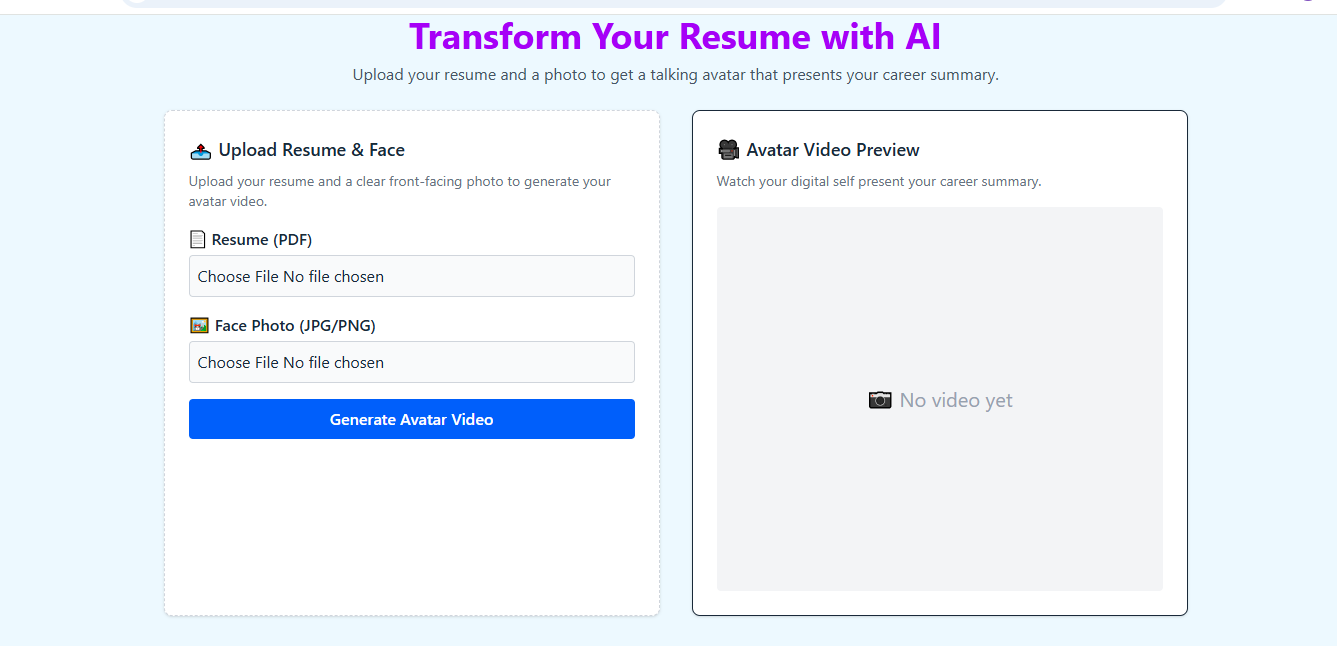 Transform Your Resume with AI
Upload your resume and a photo to get a talking avatar that presents your career summary.
Upload Resume & Face
Upload your resume and a clear front-facing photo to generate your
avatar video.
Resume (PDF)
Choose File No file chosen
Face Photo (JPG/PNG)
Choose File No file chosen
Generate Avatar Video
Avatar Video Preview
Watch your digital self present your career summary.
No video yet